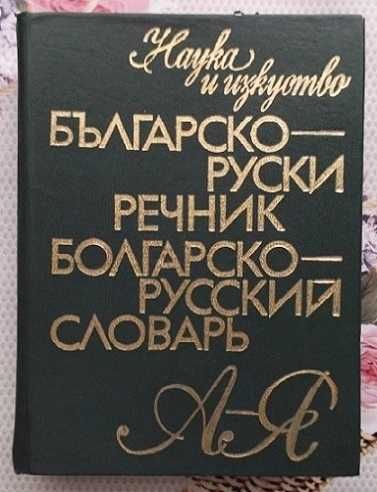 Наука
и изкуство
БЪЛГАРСКО—
РУСКИ
РЕЧНИК
БОЛГАРСКО—
РУССКИЙ
СЛОВАРЬ
А–Я